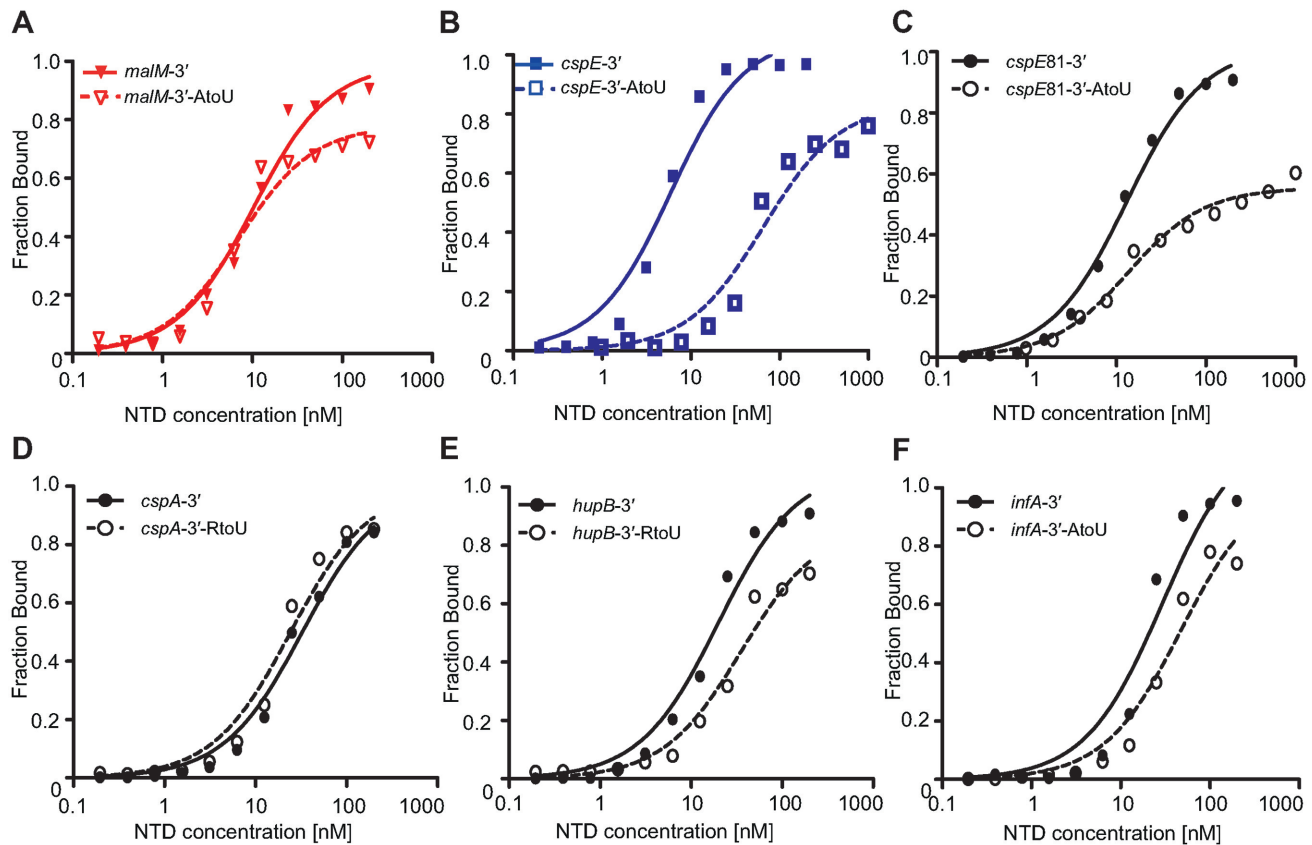 A
malM-3′
malM-3′-AtoU
Fraction Bound
1.0
0.8
0.6
0.4
0.2
0
0.1
1
10
100
1000
NTD concentration [nM]
B
cspE-3′
cspE-3′-AtoU
Fraction Bound
1.0
0.8
0.6
0.4
0.2
0
0.1
1
10
100
1000
NTD concentration [nM]
C
cspE81-3′
cspE81-3′-AtoU
Fraction Bound
1.0
0.8
0.6
0.4
0.2
0
0.1
1
10
100
1000
NTD concentration [nM]
D
cspA-3′
cspA-3′-RtoU
Fraction Bound
1.0
0.8
0.6
0.4
0.2
0
0.1
1
10
100
1000
NTD concentration [nM]
E
hupB-3′
hupB-3′-RtoU
Fraction Bound
1.0
0.8
0.6
0.4
0.2
0
0.1
1
10
100
1000
NTD concentration [nM]
F
infA-3′
infA-3′-AtoU
Fraction Bound
1.0
0.8
0.6
0.4
0.2
0
0.1
1
10
100
1000
NTD concentration [nM]